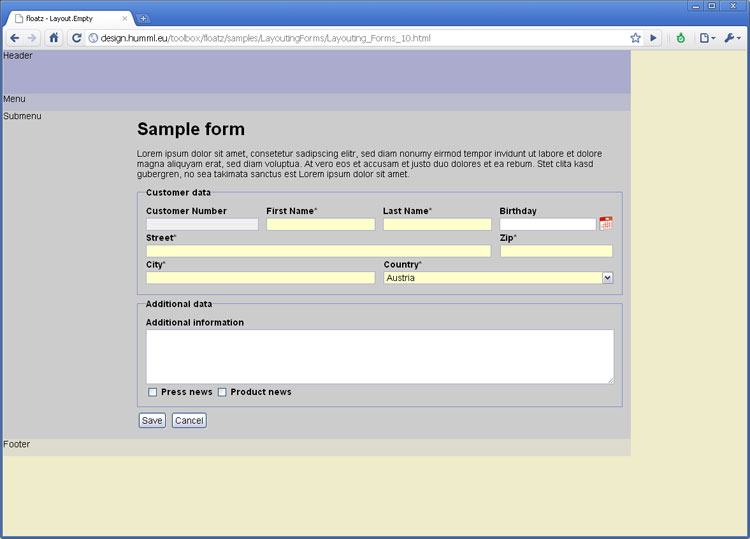 floatz - Layout.Empty
design.humml.eu/toolbox/floatz/samples/LayoutingForms/Layouting_Forms_10.html
Header
Menu
Submenu
Sample form
Lorem ipsum dolor sit amet, consetetur sadipscing elitr, sed diam nonumy eirmod tempor invidunt ut labore et dolore
magna aliquyam erat, sed diam voluptua. At vero eos et accusam et justo duo dolores et ea rebum. Stet clita kasd
gubergren, no sea takimata sanctus est Lorem ipsum dolor sit amet.
Customer data
Customer Number First Name* Last Name* Birthday
Street* Zip*
City* Country*
Austria
Additional data
Additional information
Press news Product news
Save Cancel
Footer